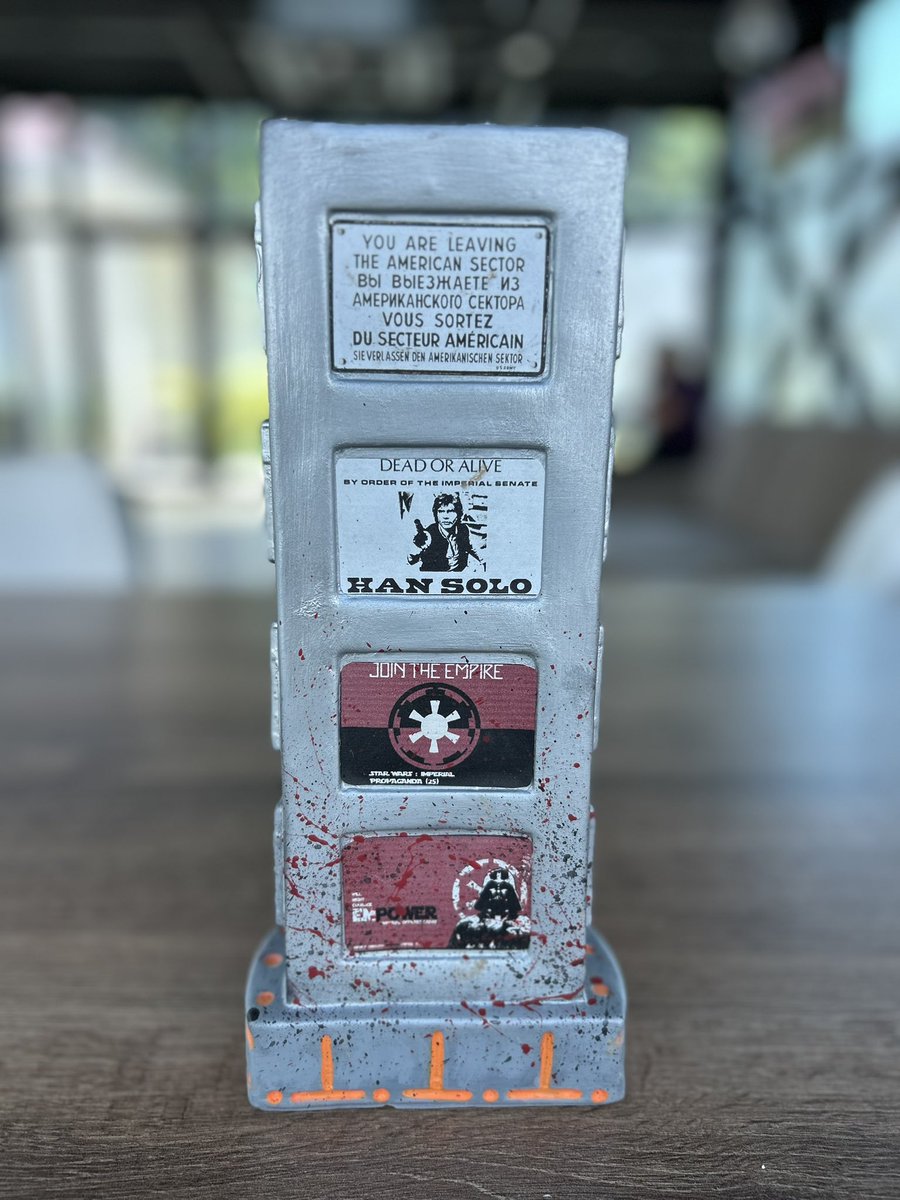 YOU ARE LEAVING
THE AMERICAN SECTOR
ВЫ ВЫЕЗЖАЕТЕ ИЗ
АМЕРИКАНСКОГО СЕКТОРА
VOUS SORTEZ
DU SECTEUR AMÉRICAIN
SIE VERLASSEN DEN AMERIKANISCHEN SEKTOR
US ARMY
DEAD OR ALIVE
BY ORDER OF THE IMPERIAL SENATE
HAN SOLO
JOIN THE EMPIRE
STAR WARS : IMPERIAL
PROPAGANDA (25)
EMPOWER